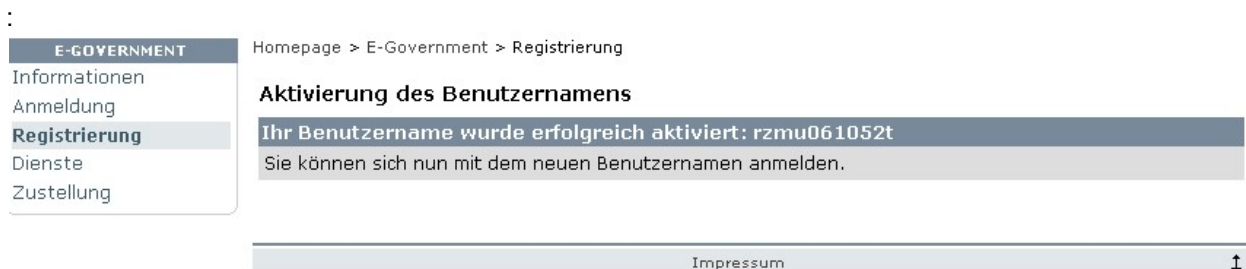 :
E-GOVERNMENT
Informationen
Anmeldung
Registrierung
Dienste
Zustellung
Homepage > E-Government > Registrierung
Aktivierung des Benutzernamens
Ihr Benutzername wurde erfolgreich aktiviert: rzmu061052t
Sie können sich nun mit dem neuen Benutzernamen anmelden.
Impressum ↥